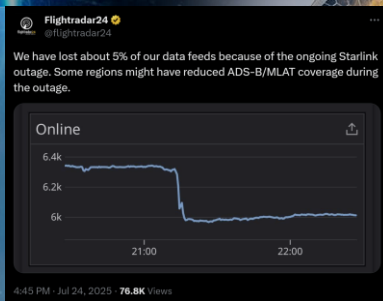 Flightradar24
@flightradar24
We have lost about 5% of our data feeds because of the ongoing Starlink
outage. Some regions might have reduced ADS-B/MLAT coverage during
the outage.
Online
6.4k
6.2k
6k
21:00 22:00
4:45 PM · Jul 24, 2025 · 76.8K Views